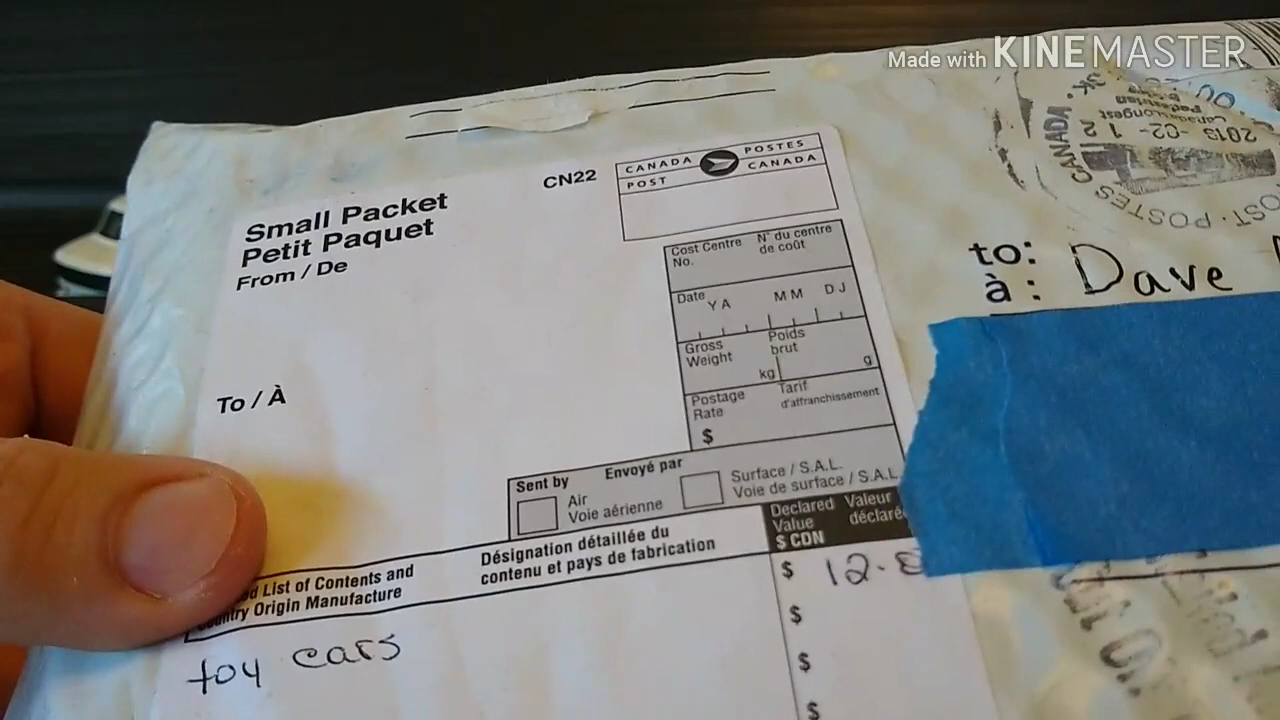 Made with KINEMASTER
CANADA POSTES
POST CANADA
CN22
Small Packet
Petit Paquet
From / De
Cost Centre N° du centre
No. de coût
Date YA MM DJ
Gross Poids
Weight brut
kg g
Postage Tarif
Rate d'affranchissement
$
To / À
Sent by Envoyé par
Air
Voie aérienne
Surface / S.A.L.
Voie de surface / S.A.L.
Declared Valeur
Value déclarée
$ CDN
List of Contents and
Origin Manufacture
Désignation détaillée du
contenu et pays de fabrication
toy cars
$ 12.
$
$
$
to:
à: Dave
POSTES CANADA
POST · POSTES
2013-02-12
Canada